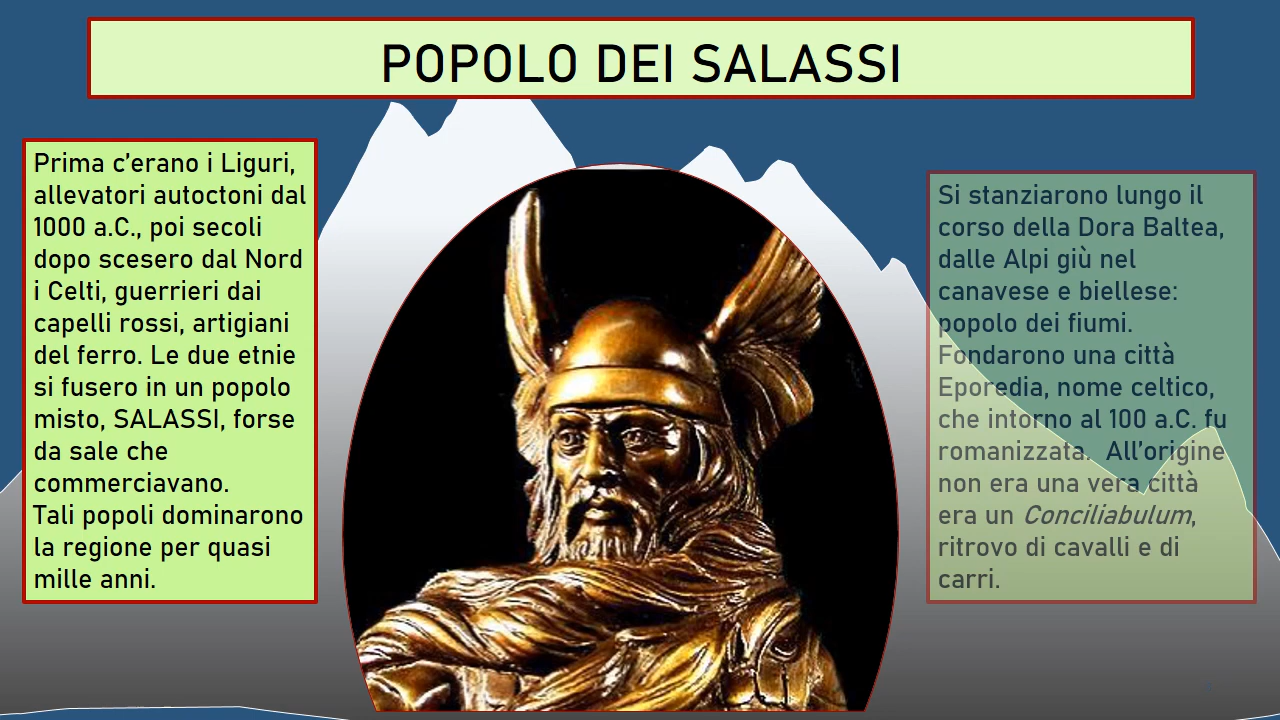 POPOLO DEI SALASSI
Prima c'erano i Liguri,
allevatori autoctoni dal
1000 a.C., poi secoli
dopo scesero dal Nord
i Celti, guerrieri dai
capelli rossi, artigiani
del ferro. Le due etnie
si fusero in un popolo
misto, SALASSI, forse
da sale che
commerciavano.
Tali popoli dominarono
la regione per quasi
mille anni.
Si stanziarono lungo il
corso della Dora Baltea,
dalle Alpi giù nel
canavese e biellese:
popolo dei fiumi.
Fondarono una città
Eporedia, nome celtico,
che intorno al 100 a.C. fu
romanizzata.  All'origine
non era una vera città
era un Conciliabulum,
ritrovo di cavalli e di
carri.